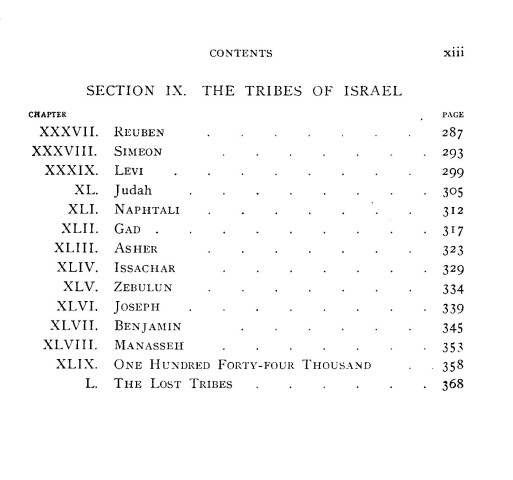 CONTENTS xiii
SECTION IX. THE TRIBES OF ISRAEL
CHAPTER PAGE
XXXVII. REUBEN . . . . . . . 287
XXXVIII. SIMEON . . . . . . . 293
XXXIX. LEVI . . . . . . . . 299
XL. Judah . . . . . . . 305
XLI. NAPHTALI . . . . . . . 312
XLII. GAD . . . . . . . . . 317
XLIII. ASHER . . . . . . . 323
XLIV. ISSACHAR . . . . . . . 329
XLV. ZEBULUN . . . . . . . 334
XLVI. JOSEPH . . . . . . . 339
XLVII. BENJAMIN . . . . . . 345
XLVIII. MANASSEH . . . . . . . 353
XLIX. ONE HUNDRED FORTY-FOUR THOUSAND . . 358
L. THE LOST TRIBES . . . . . . 368